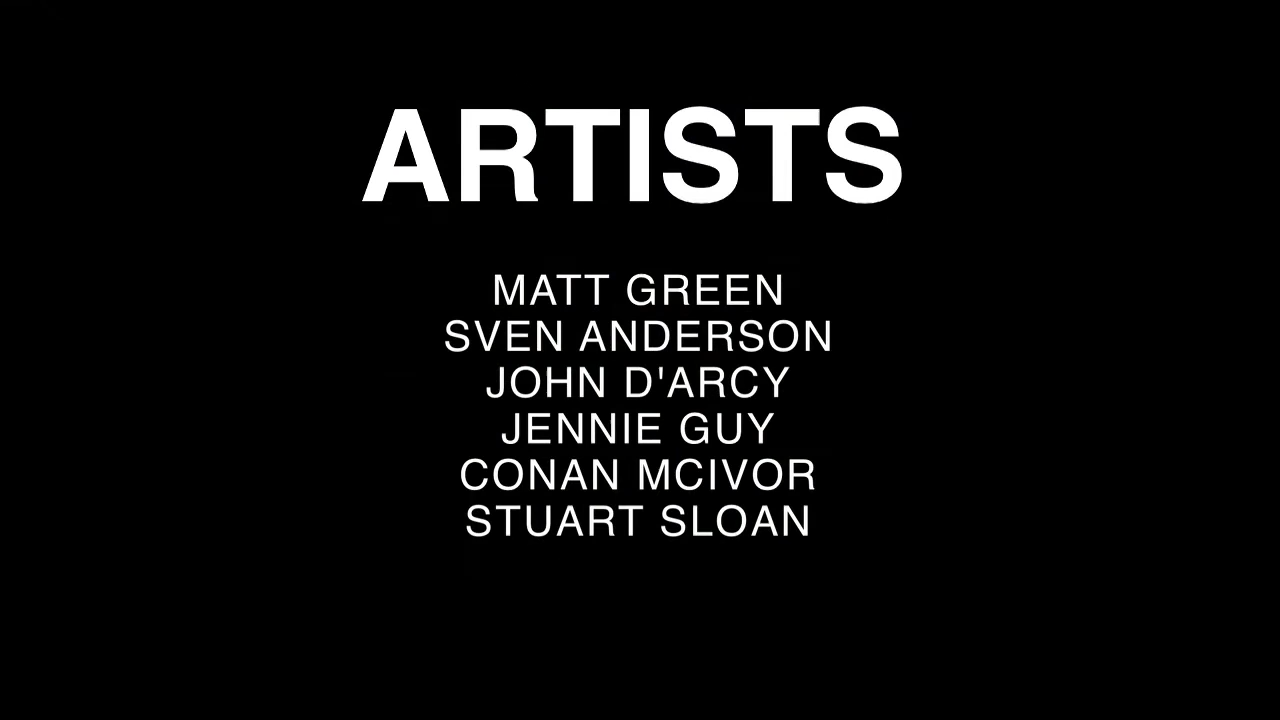 ARTISTS
MATT GREEN
SVEN ANDERSON
JOHN D'ARCY
JENNIE GUY
CONAN MCIVOR
STUART SLOAN